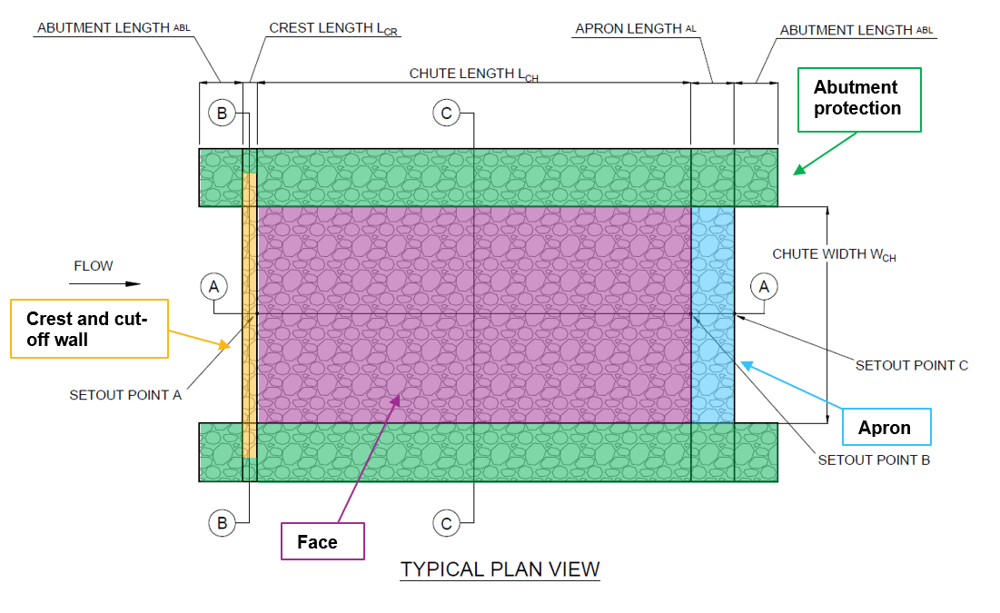 ABUTMENT LENGTH ABL
CREST LENGTH LCR
APRON LENGTH AL
ABUTMENT LENGTH ABL
CHUTE LENGTH LCH
Abutment
protection
B
C
CHUTE WIDTH WCH
FLOW
A
A
Crest and cut-
off wall
SETOUT POINT C
SETOUT POINT A
Apron
SETOUT POINT B
B
C
Face
TYPICAL PLAN VIEW